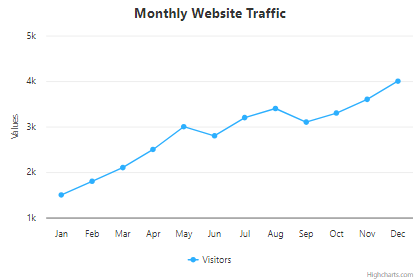 Monthly Website Traffic
5k
4k
3k
2k
1k
Values
Jan Feb Mar Apr May Jun Jul Aug Sep Oct Nov Dec
Visitors
Highcharts.com